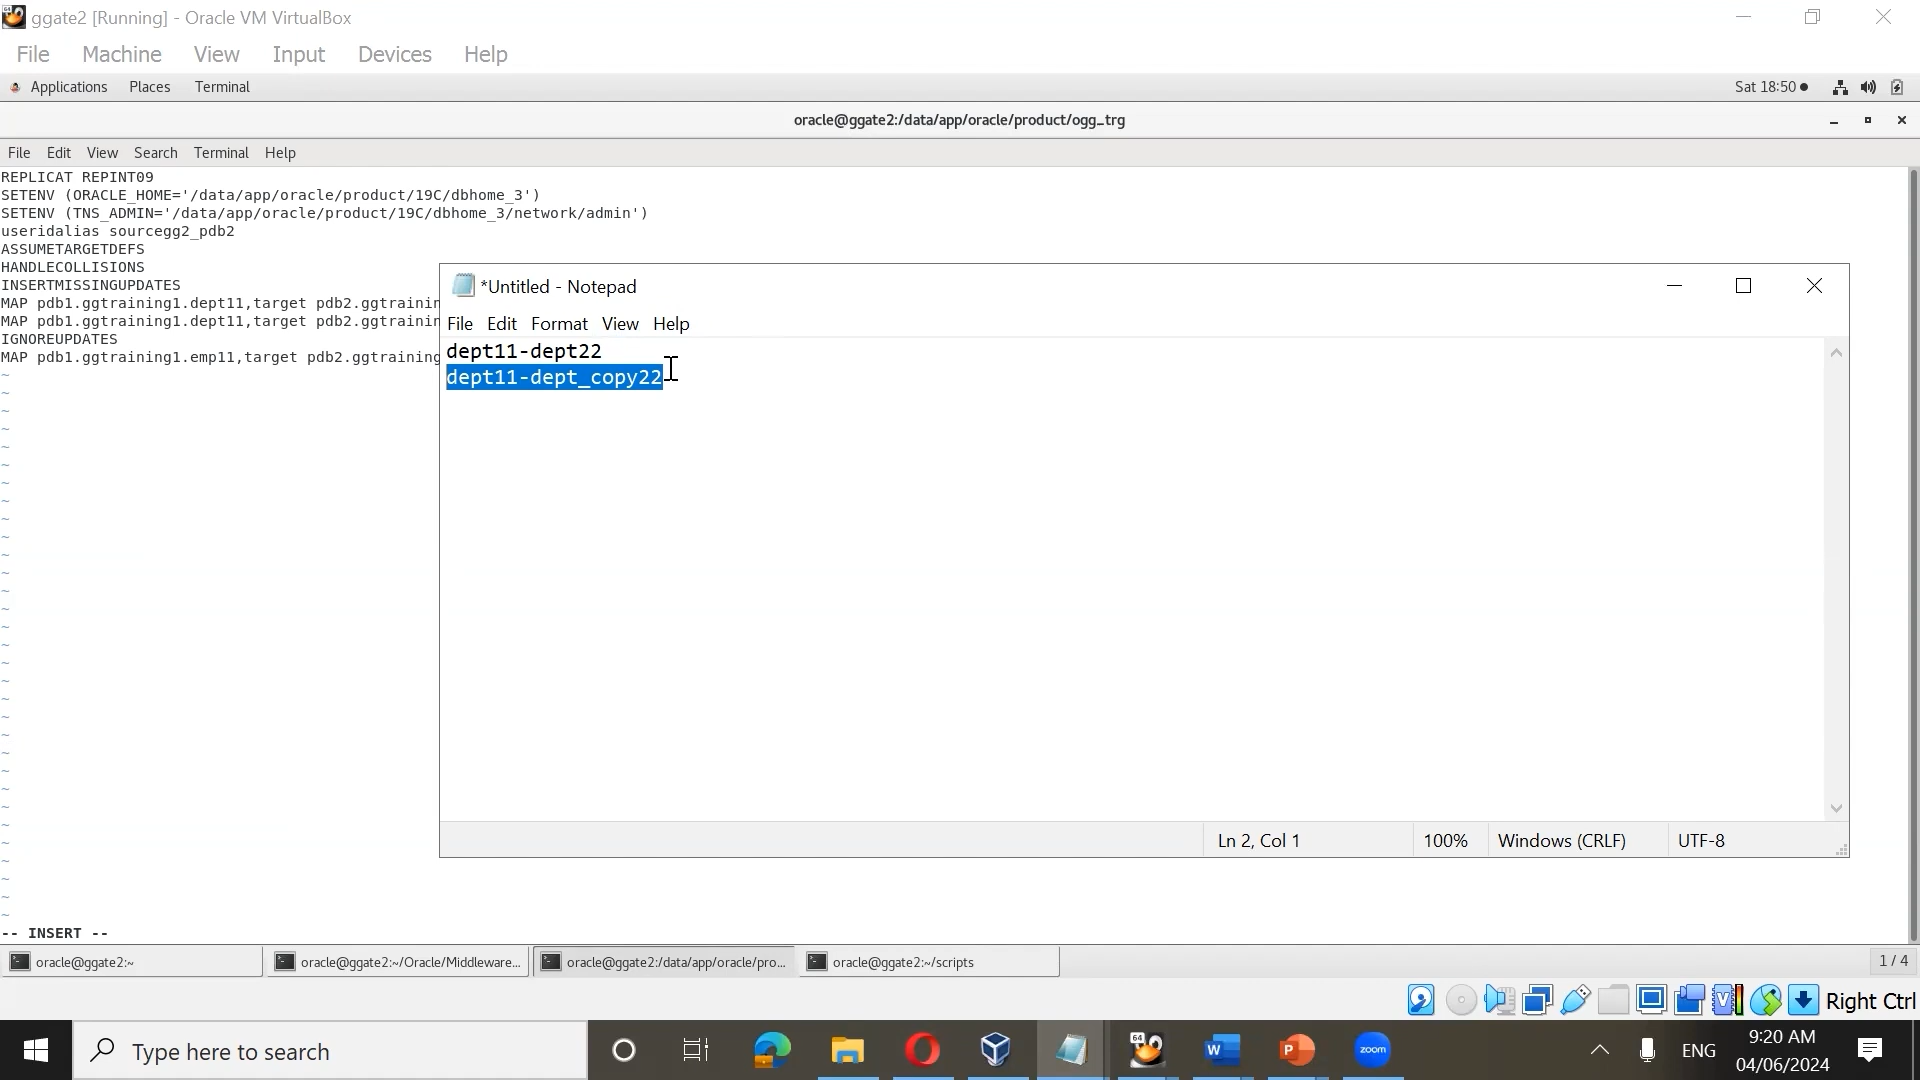 ggate2 [Running] - Oracle VM VirtualBox
File Machine View Input Devices Help
Applications Places Terminal Sat 18:50
oracle@ggate2:/data/app/oracle/product/ogg_trg
File Edit View Search Terminal Help
REPLICAT REPINT09
SETENV (ORACLE_HOME='/data/app/oracle/product/19C/dbhome_3')
SETENV (TNS_ADMIN='/data/app/oracle/product/19C/dbhome_3/network/admin')
useridalias sourcegg2_pdb2
ASSUMETARGETDEFS
HANDLECOLLISIONS
INSERTMISSINGUPDATES
MAP pdb1.ggtraining1.dept11,target pdb2.ggtrainin
MAP pdb1.ggtraining1.dept11,target pdb2.ggtrainin
IGNOREUPDATES
MAP pdb1.ggtraining1.emp11,target pdb2.ggtraining
*Untitled - Notepad
File Edit Format View Help
dept11-dept22
dept11-dept_copy22
Ln 2, Col 1 100% Windows (CRLF) UTF-8
-- INSERT --
oracle@ggate2:~ oracle@ggate2:~/Oracle/Middleware... oracle@ggate2:/data/app/oracle/pro... oracle@ggate2:~/scripts 1 / 4
Right Ctrl
Type here to search
zoom
ENG
9:20 AM
04/06/2024